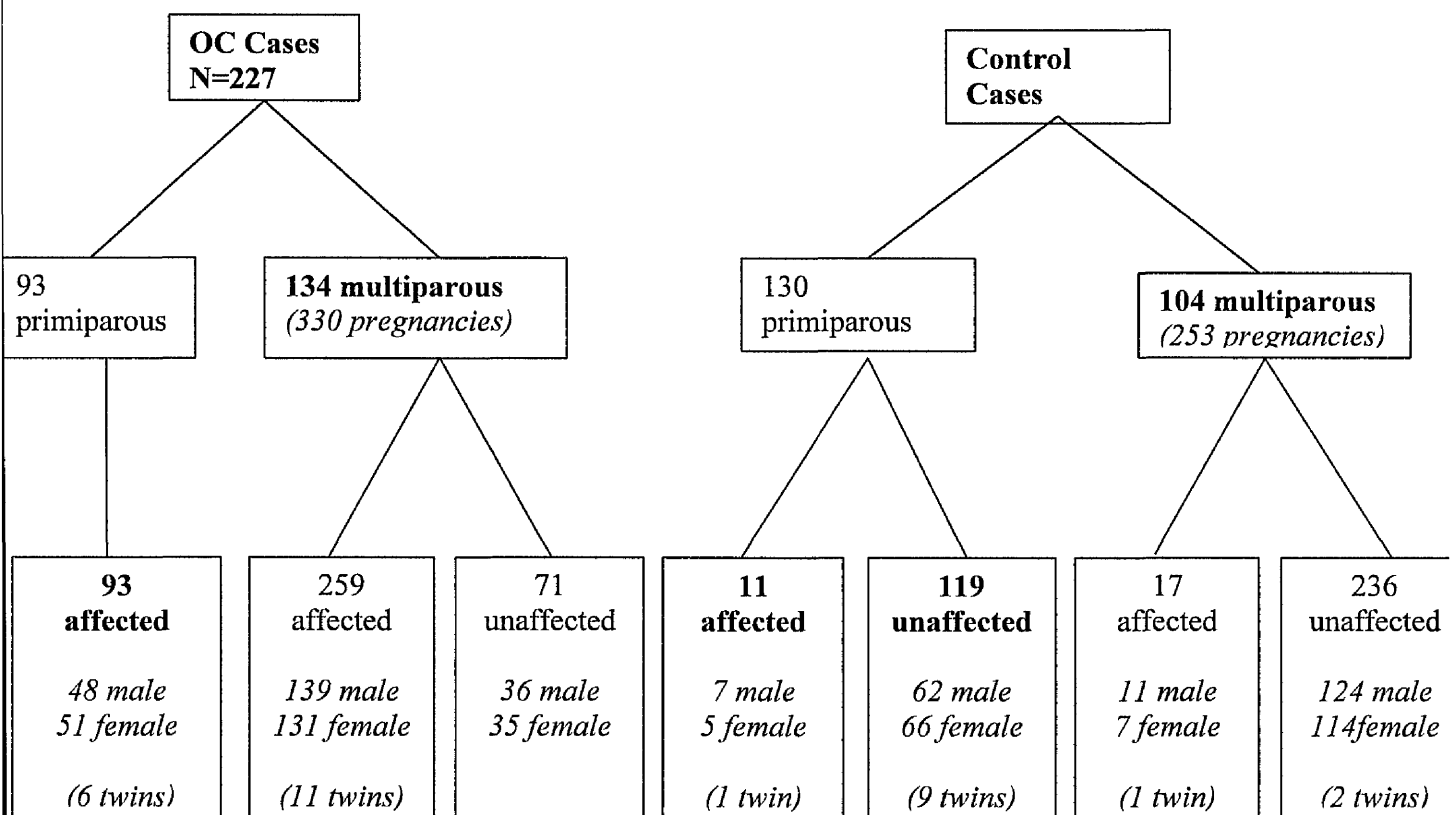 OC Cases
N=227
Control
Cases
93
primiparous
134 multiparous
(330 pregnancies)
130
primiparous
104 multiparous
(253 pregnancies)
93
affected
48 male
51 female
(6 twins)
259
affected
139 male
131 female
(11 twins)
71
unaffected
36 male
35 female
11
affected
7 male
5 female
(1 twin)
119
unaffected
62 male
66 female
(9 twins)
17
affected
11 male
7 female
(1 twin)
236
unaffected
124 male
114female
(2 twins)